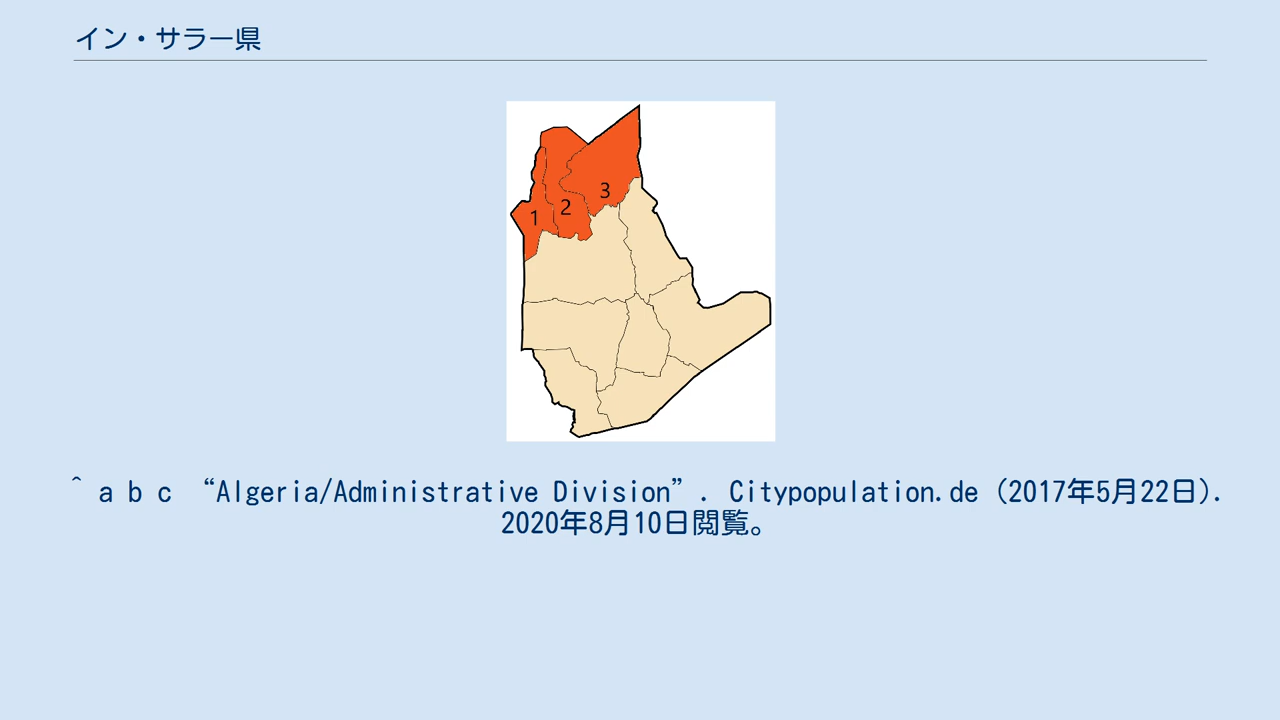 イン・サラー県
1
2
3
^ a b c “Algeria/Administrative Division”. Citypopulation.de (2017年5月22日).
2020年8月10日閲覧。